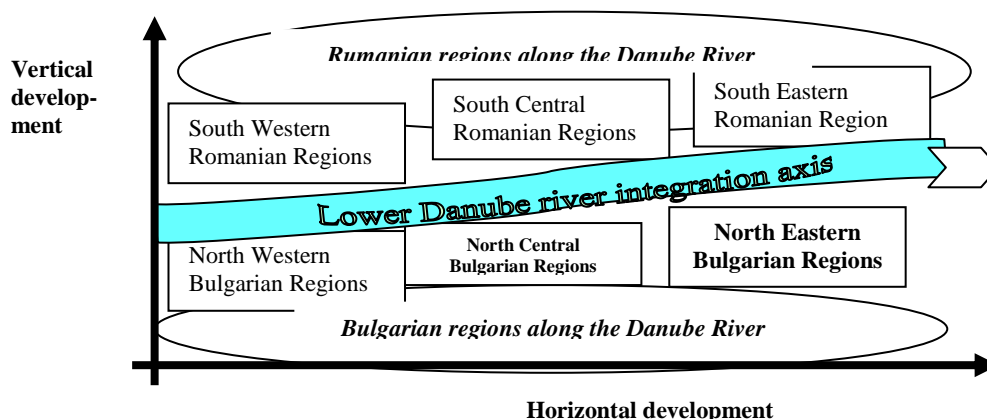 Vertical
develop-
ment
Rumanian regions along the Danube River
South Western
Romanian Regions
South Central
Romanian Regions
South Eastern
Romanian Region
Lower Danube river integration axis
North Western
Bulgarian Regions
North Central
Bulgarian Regions
North Eastern
Bulgarian Regions
Bulgarian regions along the Danube River
Horizontal development